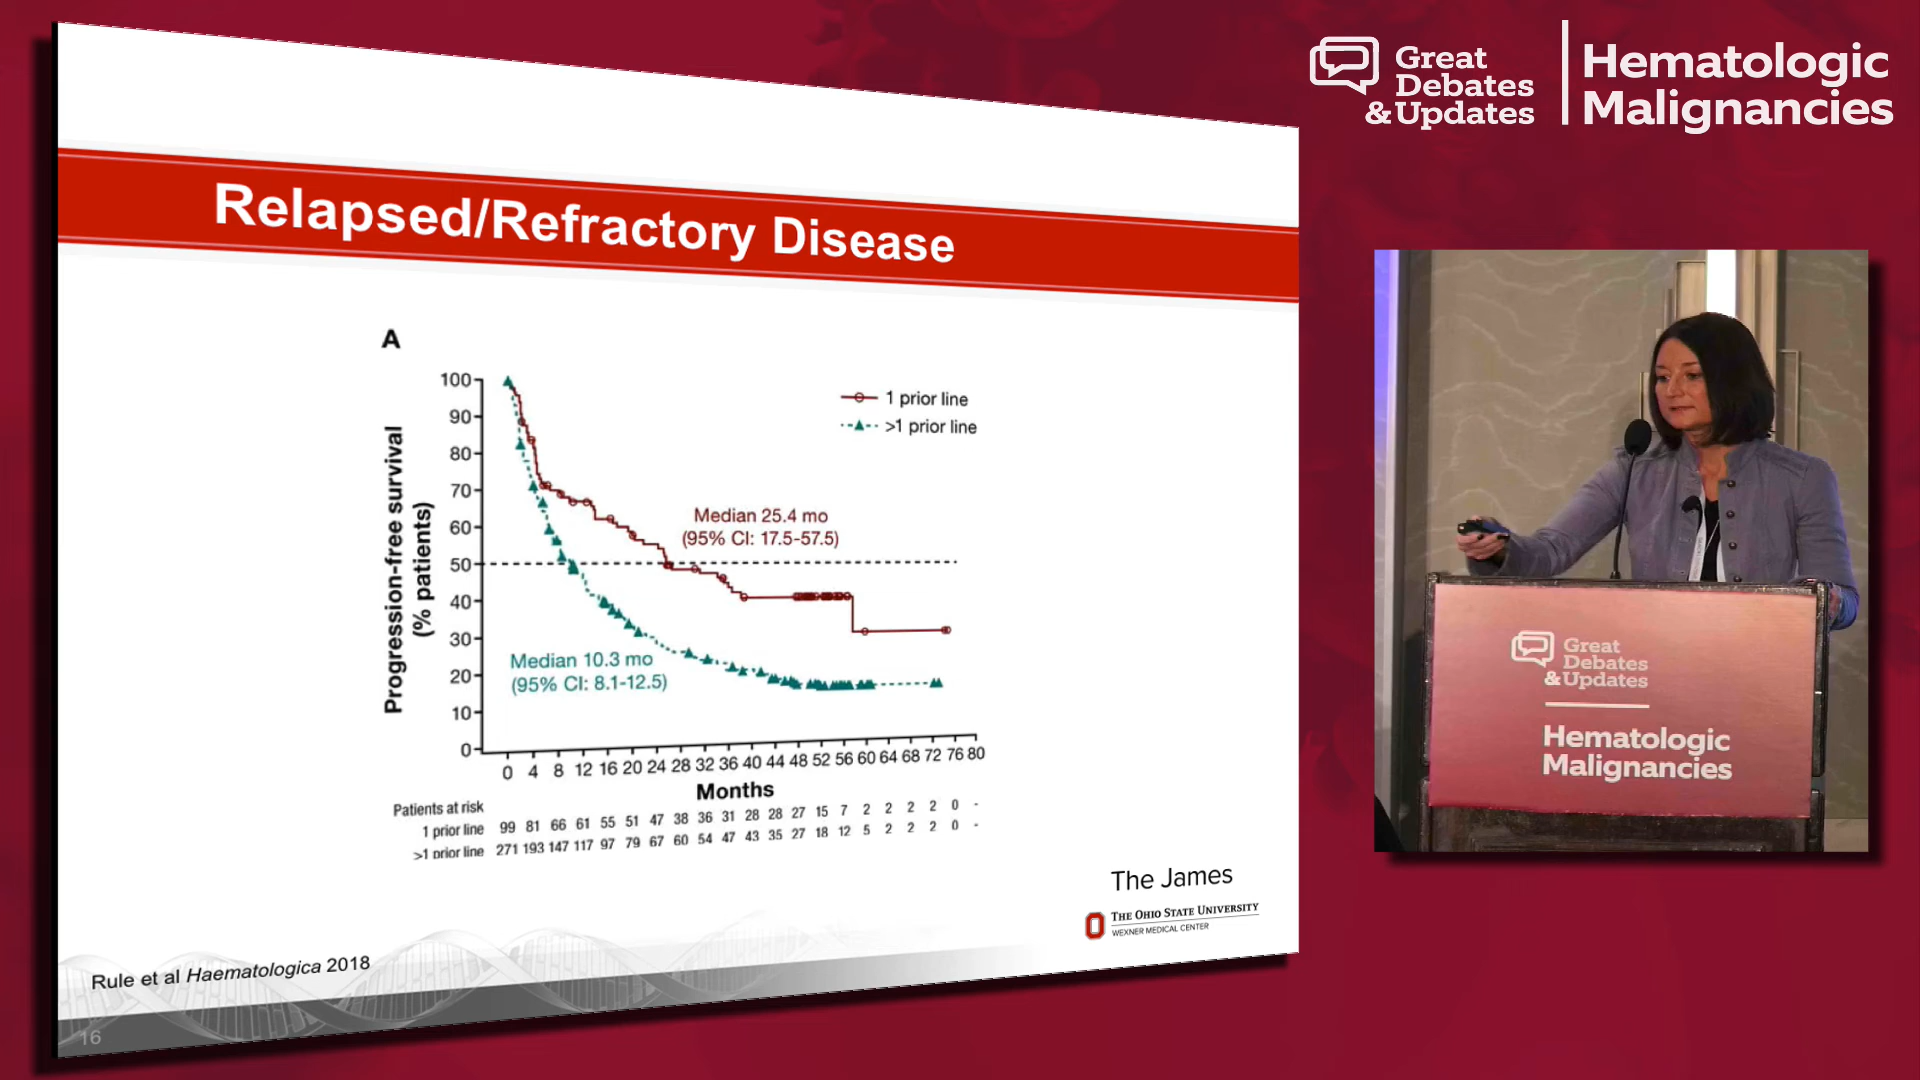 Great
Debates
& Updates
Hematologic
Malignancies
Relapsed/Refractory Disease
A
Progression-free survival
(% patients)
100
90
80
70
60
50
40
30
20
10
0
1 prior line
>1 prior line
Median 25.4 mo
(95% CI: 17.5-57.5)
Median 10.3 mo
(95% CI: 8.1-12.5)
0 4 8 12 16 20 24 28 32 36 40 44 48 52 56 60 64 68 72 76 80
Months
Patients at risk
1 prior line 99 81 66 61 55 51 47 38 36 31 28 28 27 15 7 2 2 2 2 0 -
>1 prior line 271 193 147 117 97 79 67 60 54 47 43 35 27 18 12 5 2 2 2 0 -
The James
THE OHIO STATE UNIVERSITY
WEXNER MEDICAL CENTER
Rule et al Haematologica 2018
16
Great
Debates
& Updates
Hematologic
Malignancies